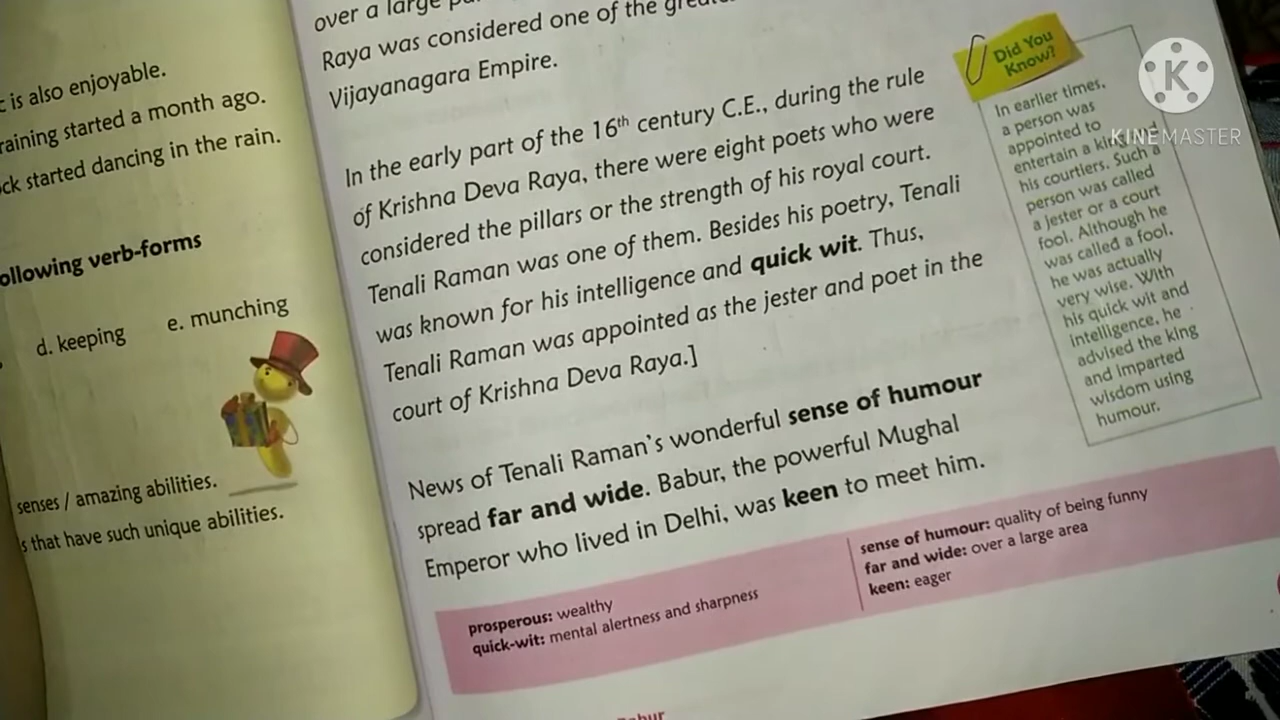 c is also enjoyable.
raining started a month ago.
ck started dancing in the rain.
ollowing verb-forms
d. keeping e. munching
senses / amazing abilities.
s that have such unique abilities.
over a large
Raya was considered one of the
Vijayanagara Empire.
In the early part of the 16th century C.E., during the rule
of Krishna Deva Raya, there were eight poets who were
considered the pillars or the strength of his royal court.
Tenali Raman was one of them. Besides his poetry, Tenali
was known for his intelligence and quick wit. Thus,
Tenali Raman was appointed as the jester and poet in the
court of Krishna Deva Raya.]
News of Tenali Raman's wonderful sense of humour
spread far and wide. Babur, the powerful Mughal
Emperor who lived in Delhi, was keen to meet him.
Did You
Know?
In earlier times,
a person was
appointed to
entertain a
his courtiers. Such a
person was called
a jester or a court
fool. Although he
was called a fool,
he was actually
very wise. With
his quick wit and
intelligence, he
advised the king
and imparted
wisdom using
humour.
prosperous: wealthy
quick-wit: mental alertness and sharpness
sense of humour: quality of being funny
far and wide: over a large area
keen: eager
Babur
K
KINEMASTER